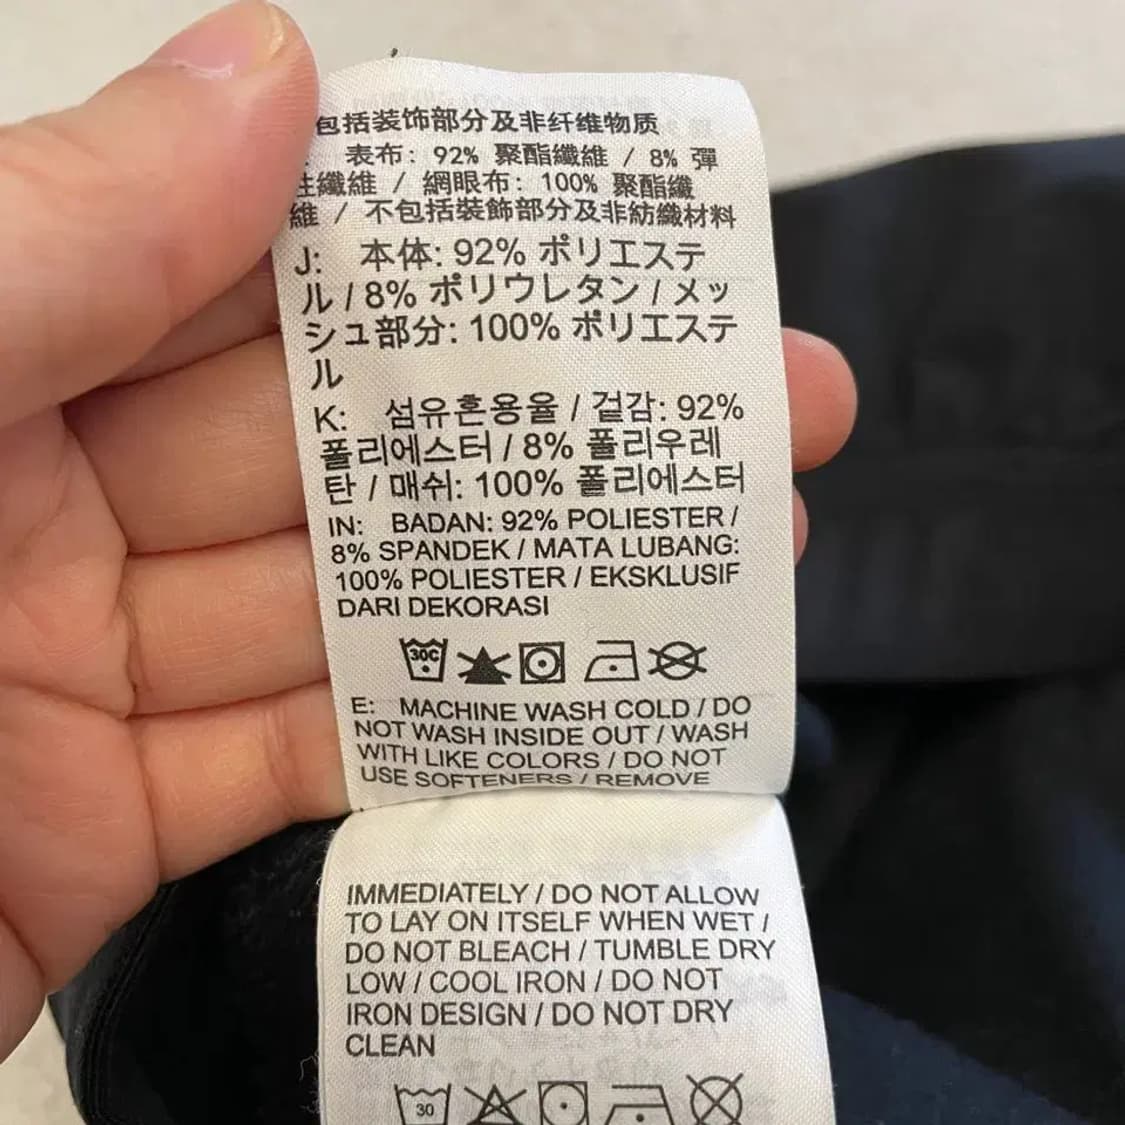 包括装饰部分及非纤维物质
表布: 92% 聚酯纖維 / 8% 彈
性纖維 / 網眼布: 100% 聚酯纖
維 / 不包括裝飾部分及非紡織材料
J: 本体: 92% ポリエステ
ル / 8% ポリウレタン / メッ
シュ部分: 100% ポリエステ
ル
K: 섬유혼용율 / 겉감: 92%
폴리에스터 / 8% 폴리우레
탄 / 매쉬: 100% 폴리에스터
IN: BADAN: 92% POLIESTER /
8% SPANDEK / MATA LUBANG:
100% POLIESTER / EKSKLUSIF
DARI DEKORASI
30C
E: MACHINE WASH COLD / DO
NOT WASH INSIDE OUT / WASH
WITH LIKE COLORS / DO NOT
USE SOFTENERS / REMOVE
IMMEDIATELY / DO NOT ALLOW
TO LAY ON ITSELF WHEN WET /
DO NOT BLEACH / TUMBLE DRY
LOW / COOL IRON / DO NOT
IRON DESIGN / DO NOT DRY
CLEAN
30